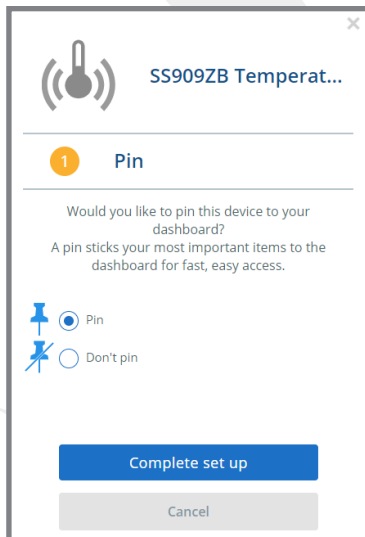 SS909ZB Temperat...
1 Pin
Would you like to pin this device to your
dashboard?
A pin sticks your most important items to the
dashboard for fast, easy access.
Pin
Don't pin
Complete set up
Cancel